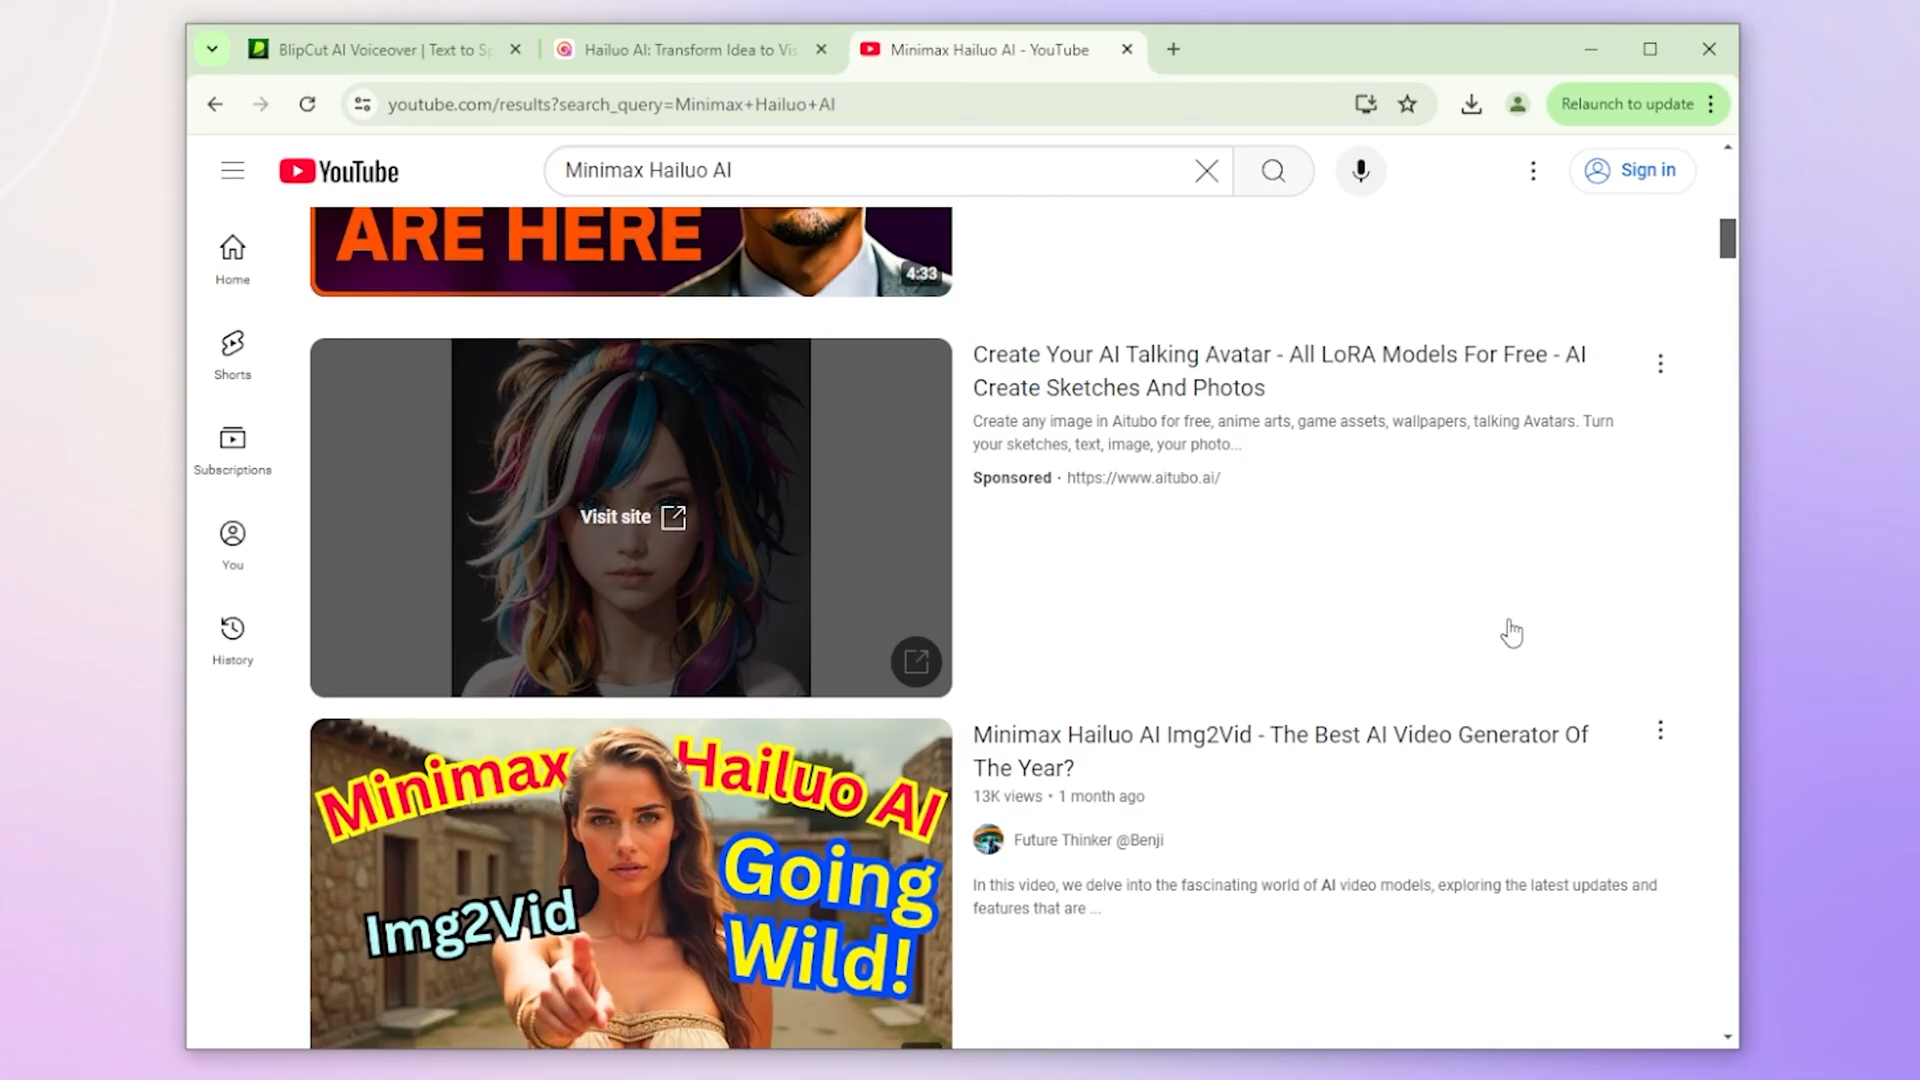 BlipCut AI Voiceover | Text to Sp
Hailuo AI: Transform Idea to Vis
Minimax Hailuo AI - YouTube
youtube.com/results?search_query=Minimax+Hailuo+AI
Relaunch to update
YouTube
Minimax Hailuo AI
Sign in
Home
Shorts
Subscriptions
You
History
ARE HERE
4:33
Visit site
Create Your AI Talking Avatar - All LoRA Models For Free - AI
Create Sketches And Photos
Create any image in Aitubo for free, anime arts, game assets, wallpapers, talking Avatars. Turn
your sketches, text, image, your photo...
Sponsored · https://www.aitubo.ai/
Minimax Hailuo AI
Img2Vid
Going
Wild!
Minimax Hailuo AI Img2Vid - The Best AI Video Generator Of
The Year?
13K views • 1 month ago
Future Thinker @Benji
In this video, we delve into the fascinating world of AI video models, exploring the latest updates and
features that are ...